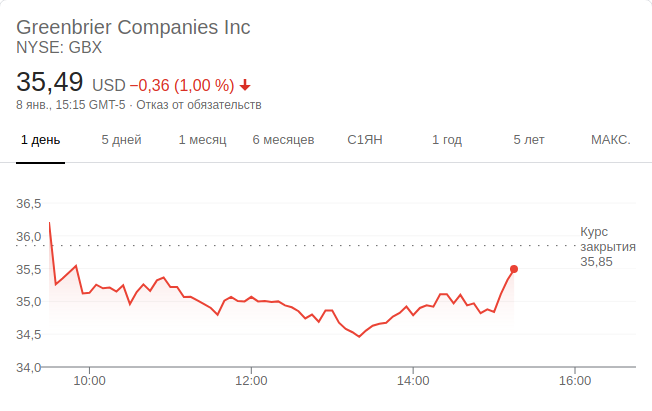 Greenbrier Companies Inc
NYSE: GBX
35,49 USD −0,36 (1,00 %)
8 янв., 15:15 GMT-5 · Отказ от обязательств
1 день 5 дней 1 месяц 6 месяцев С1ЯН 1 год 5 лет МАКС.
36,5
36,0
35,5
35,0
34,5
34,0
Курс
закрытия
35,85
10:00 12:00 14:00 16:00